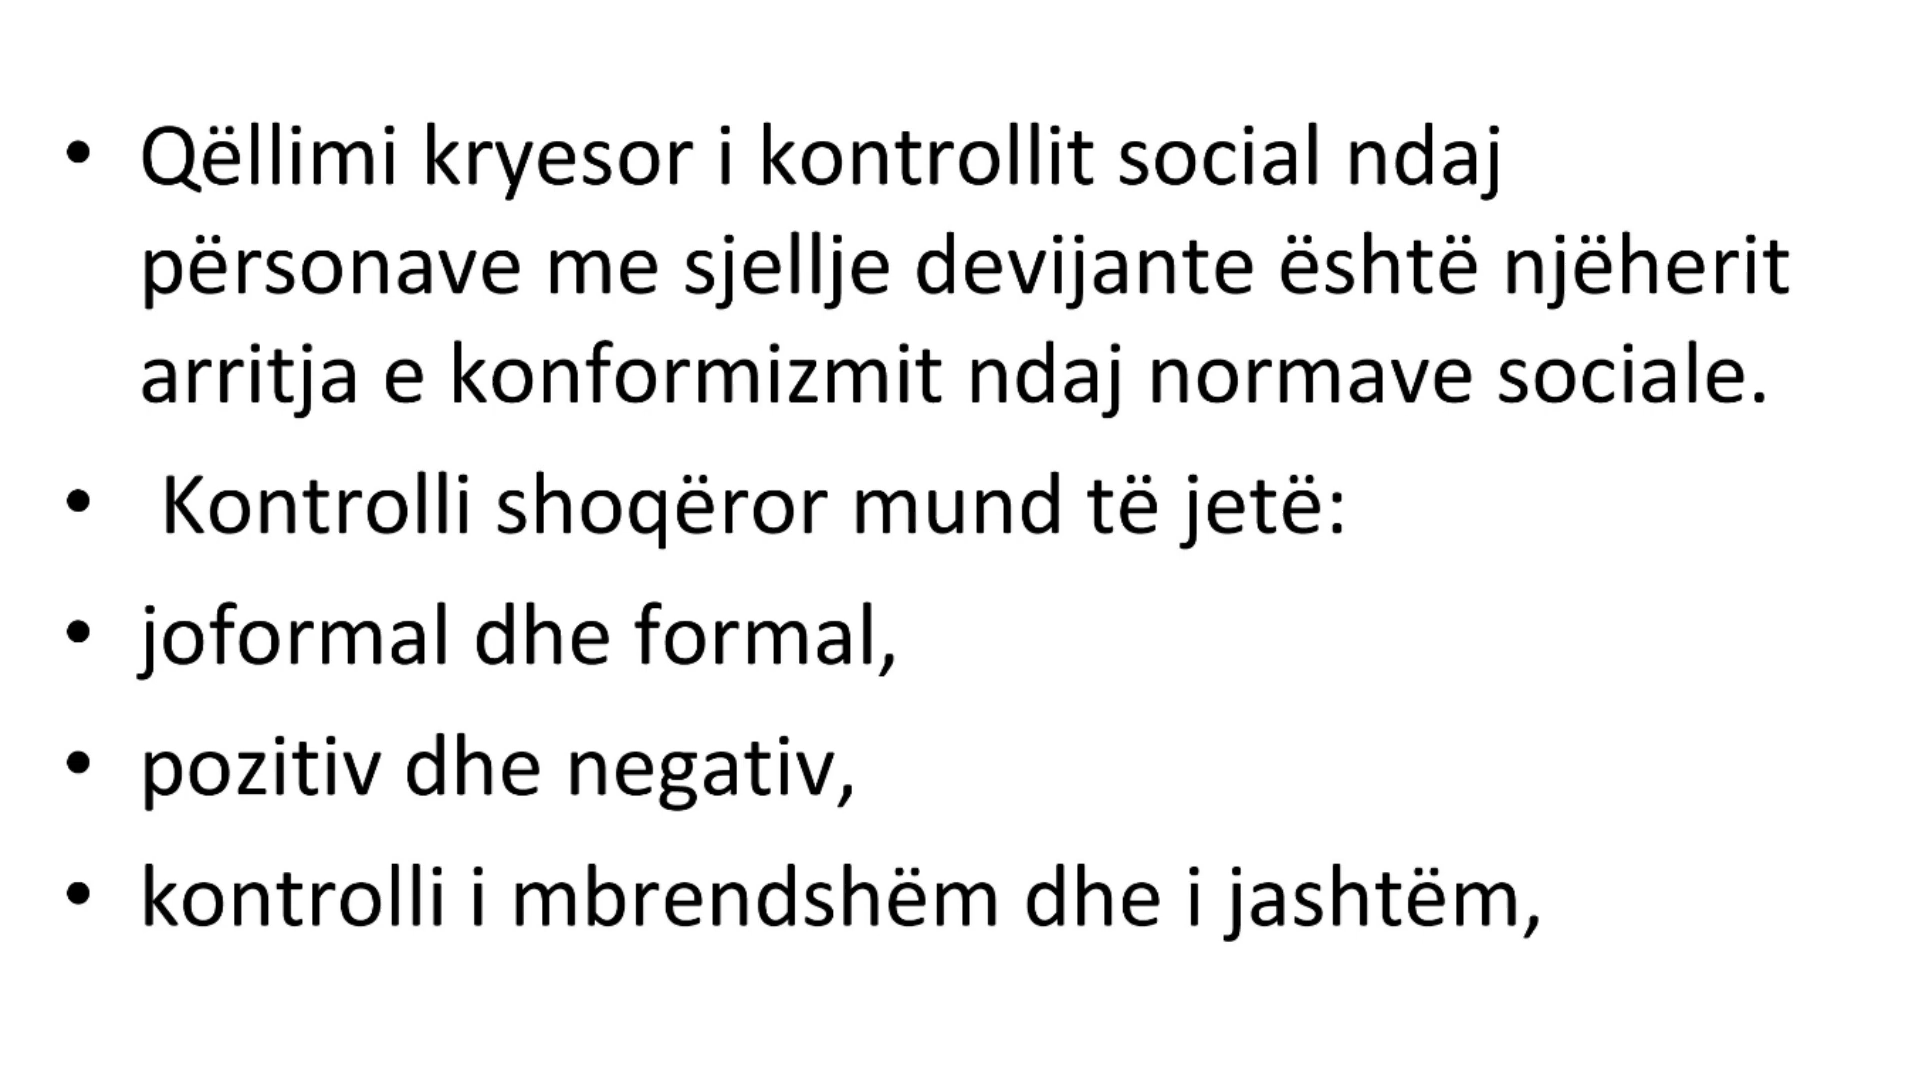 • Qëllimi kryesor i kontrollit social ndaj
përsonave me sjellje devijante është njëherit
arritja e konformizmit ndaj normave sociale.
• Kontrolli shoqëror mund të jetë:
• joformal dhe formal,
• pozitiv dhe negativ,
• kontrolli i mbrendshëm dhe i jashtëm,